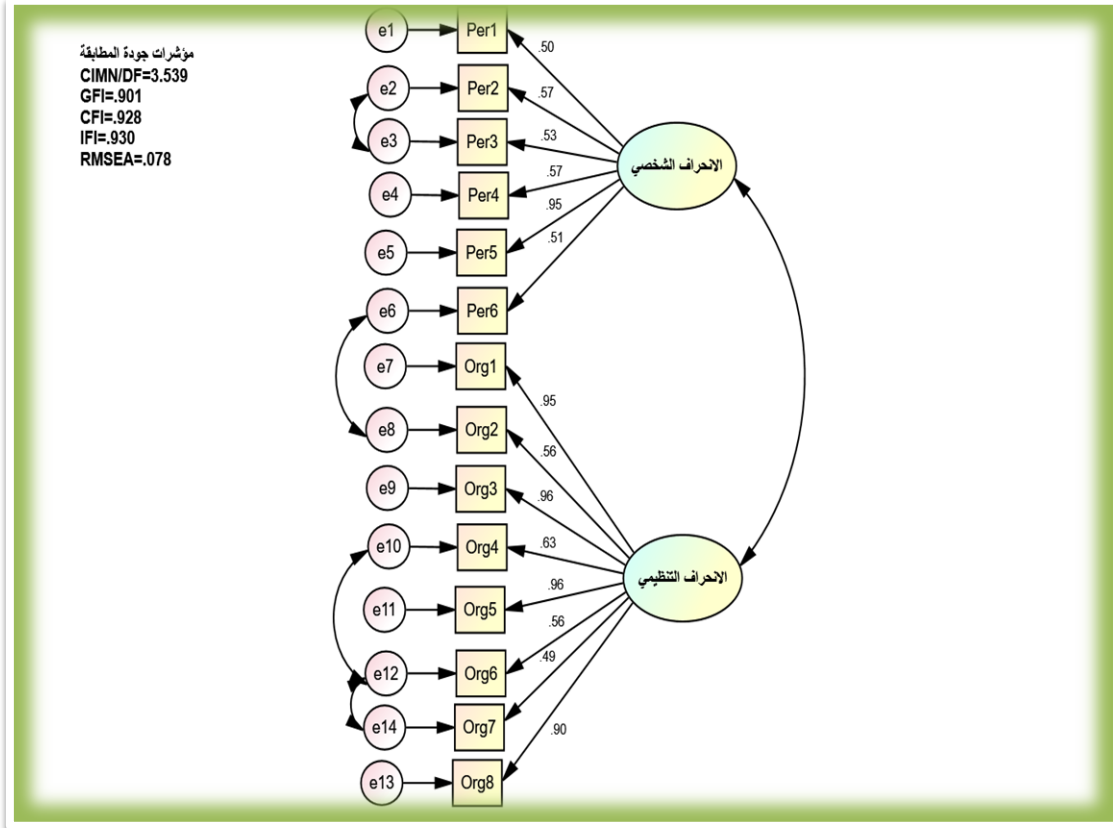 مؤشرات جودة المطابقة
CIMN/DF=3.539
GFI=.901
CFI=.928
IFI=.930
RMSEA=.078
e1 Per1 .50
e2 Per2 .57
e3 Per3 .53
e4 Per4 .57
e5 Per5 .95
e6 Per6 .51
الانحراف الشخصي
e7 Org1 .95
e8 Org2 .56
e9 Org3 .96
e10 Org4 .63
e11 Org5 .96
e12 Org6 .56
e14 Org7 .49
e13 Org8 .90
الانحراف التنظيمي